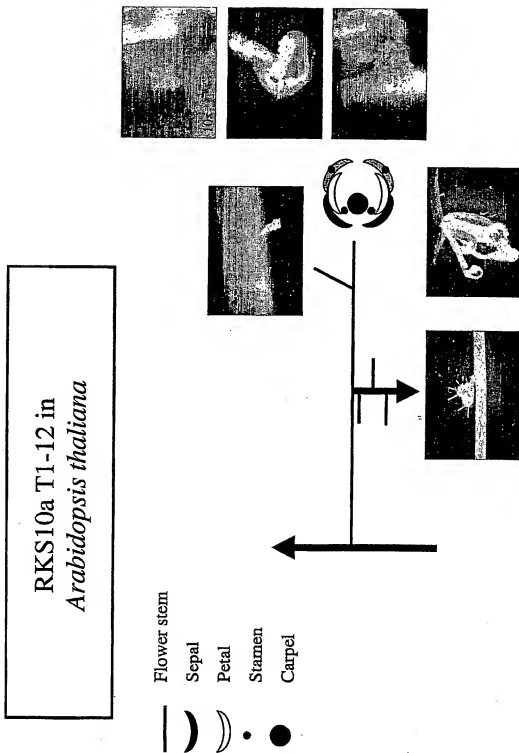 RKS10a T1-12 in
Arabidopsis thaliana
Flower stem
Sepal
Petal
Stamen
Carpel